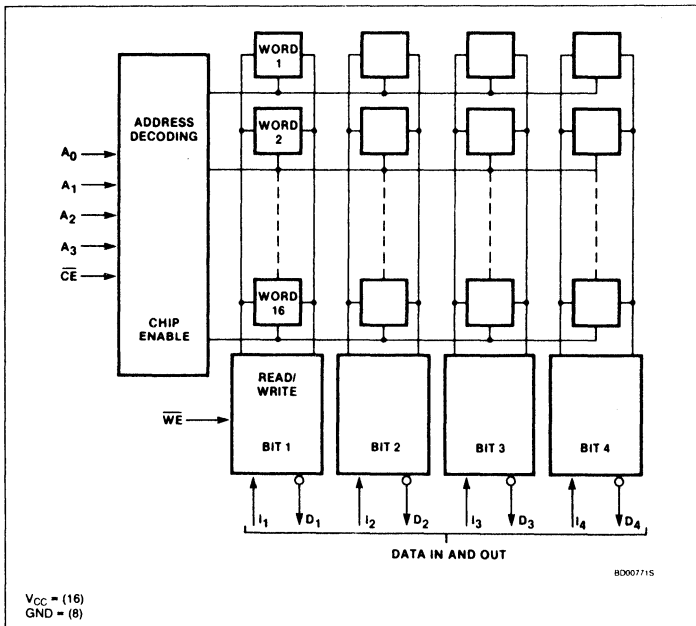 WORD
1
ADDRESS
DECODING
WORD
2
A0
A1
A2
A3
CE
WORD
16
CHIP
ENABLE
READ/
WRITE
WE
BIT 1
BIT 2
BIT 3
BIT 4
I1 D1 I2 D2 I3 D3 I4 D4
DATA IN AND OUT
BD00771S
VCC = (16)
GND = (8)